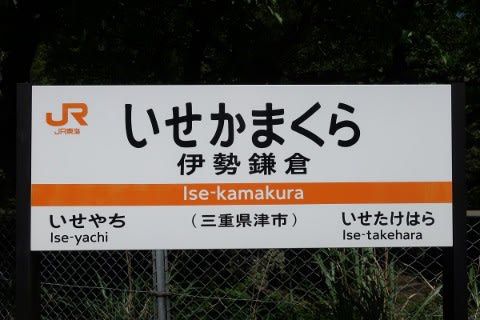 JR
JR東海
いせかまくら
伊勢鎌倉
Ise-kamakura
いせやち
Ise-yachi
（三重県津市）
いせたけはら
Ise-takehara